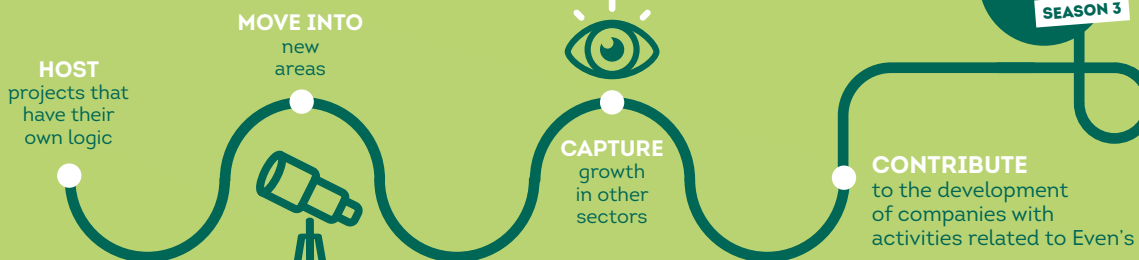 SEASON 3
HOST
projects that
have their
own logic
MOVE INTO
new
areas
CAPTURE
growth
in other
sectors
CONTRIBUTE
to the development
of companies with
activities related to Even's